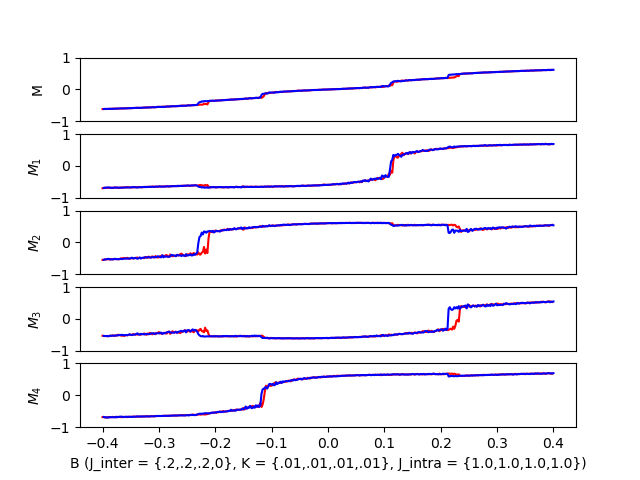 M
1
0
−1
M₁
1
0
−1
M₂
1
0
−1
M₃
1
0
−1
M₄
1
0
−1
−0.4 −0.3 −0.2 −0.1 0.0 0.1 0.2 0.3 0.4
B (J_inter = {.2,.2,.2,0}, K = {.01,.01,.01,.01}, J_intra = {1.0,1.0,1.0,1.0})